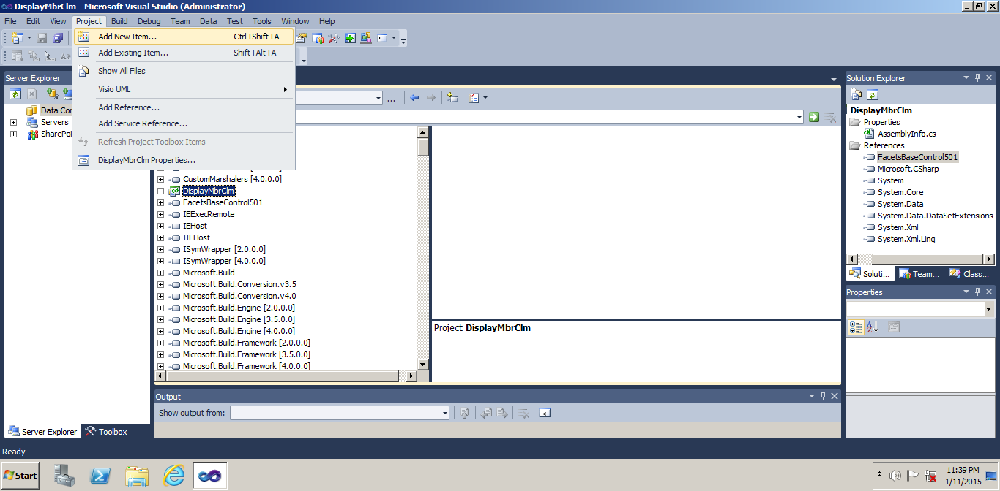 DisplayMbrClm - Microsoft Visual Studio (Administrator)
File Edit View Project Build Debug Team Data Test Tools Window Help
Add New Item... Ctrl+Shift+A
Add Existing Item... Shift+Alt+A
Show All Files
Visio UML
Add Reference...
Add Service Reference...
Refresh Project Toolbox Items
DisplayMbrClm Properties...
Server Explorer
Data Con
Servers
SharePoi
CustomMarshalers [4.0.0.0]
DisplayMbrClm
FacetsBaseControl501
IEExecRemote
IEHost
IIEHost
ISymWrapper [2.0.0.0]
ISymWrapper [4.0.0.0]
Microsoft.Build
Microsoft.Build.Conversion.v3.5
Microsoft.Build.Conversion.v4.0
Microsoft.Build.Engine [2.0.0.0]
Microsoft.Build.Engine [3.5.0.0]
Microsoft.Build.Engine [4.0.0.0]
Microsoft.Build.Framework [2.0.0.0]
Microsoft.Build.Framework [3.5.0.0]
Microsoft.Build.Framework [4.0.0.0]
Project DisplayMbrClm
Solution Explorer
DisplayMbrClm
Properties
AssemblyInfo.cs
References
FacetsBaseControl501
Microsoft.CSharp
System
System.Core
System.Data
System.Data.DataSetExtensions
System.Xml
System.Xml.Linq
Soluti... Team... Class...
Properties
Output
Show output from:
Server Explorer Toolbox
Ready
Start
11:39 PM
1/11/2015